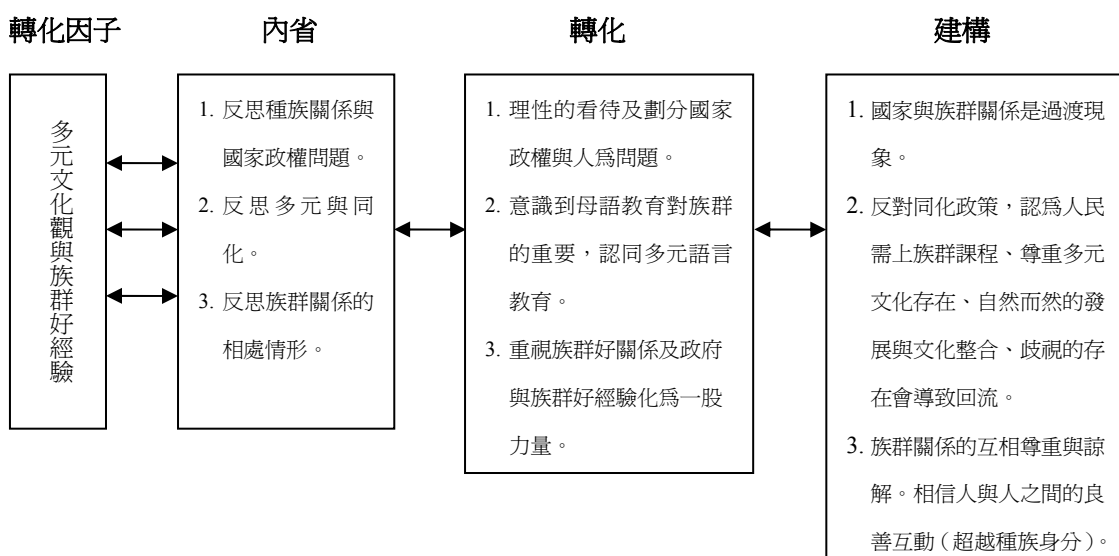 轉化因子
內省
轉化
建構
多元文化觀與族群好經驗
1. 反思種族關係與
國家政權問題。
2. 反思多元與同
化。
3. 反思族群關係的
相處情形。
1. 理性的看待及劃分國家
政權與人為問題。
2. 意識到母語教育對族群
的重要，認同多元語言
教育。
3. 重視族群好關係及政府
與族群好經驗化為一股
力量。
1. 國家與族群關係是過渡現
象。
2. 反對同化政策，認為人民
需上族群課程、尊重多元
文化存在、自然而然的發
展與文化整合、歧視的存
在會導致回流。
3. 族群關係的互相尊重與諒
解。相信人與人之間的良
善互動（超越種族身分）。